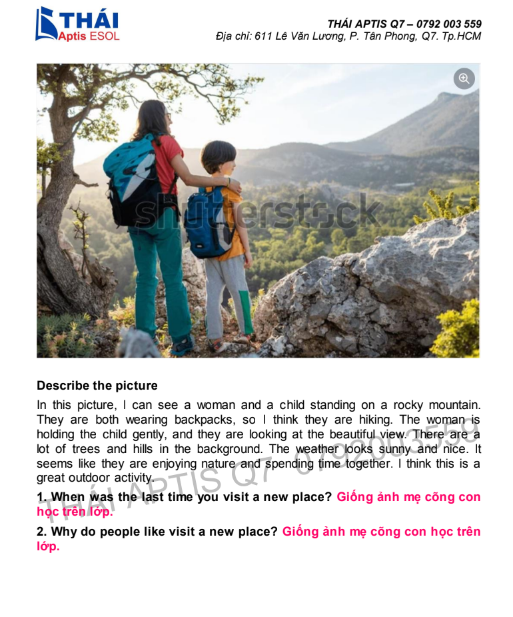 THÁI
Aptis ESOL
THÁI APTIS Q7 – 0792 003 559
Địa chỉ: 611 Lê Văn Lương, P. Tân Phong, Q7. Tp.HCM
shutterstock
Describe the picture
In this picture, I can see a woman and a child standing on a rocky mountain.
They are both wearing backpacks, so I think they are hiking. The woman is
holding the child gently, and they are looking at the beautiful view. There are a
lot of trees and hills in the background. The weather looks sunny and nice. It
seems like they are enjoying nature and spending time together. I think this is a
great outdoor activity.
THÁI APTIS Q7 0792003559
1. When was the last time you visit a new place? Giống ảnh mẹ cõng con
học trên lớp.
2. Why do people like visit a new place? Giống ảnh mẹ cõng con học trên
lớp.